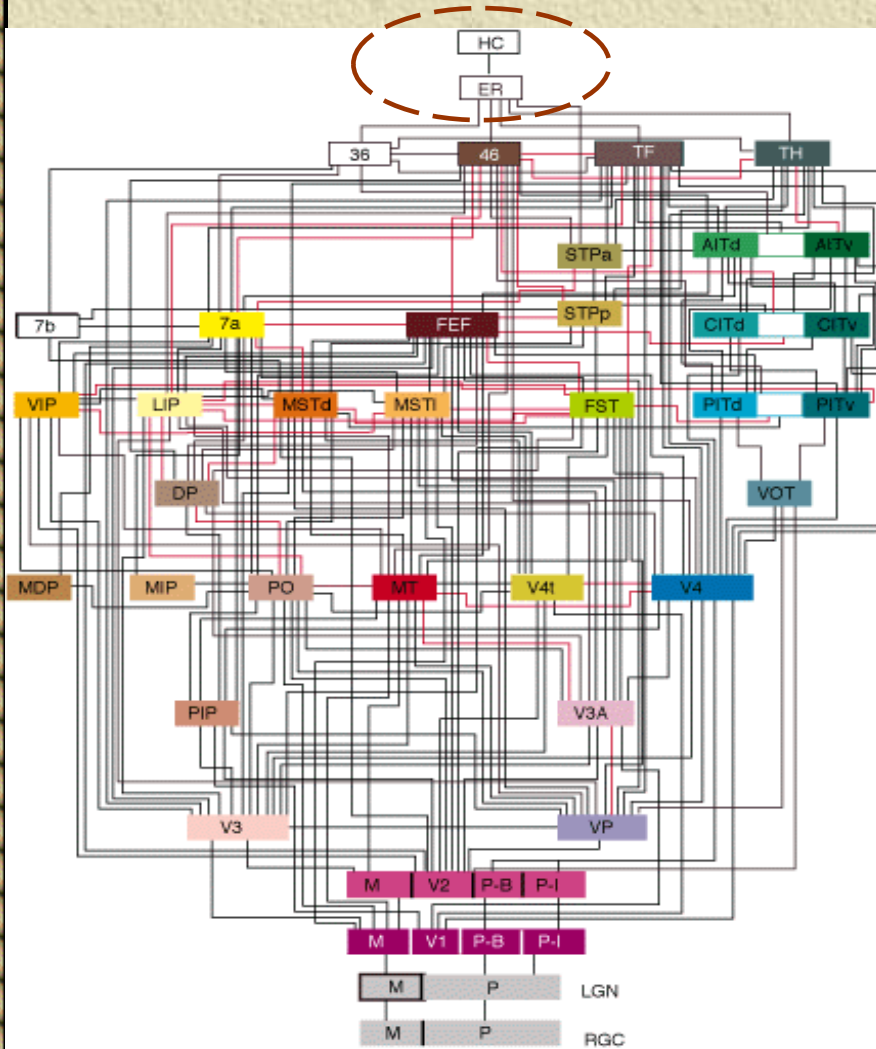 HC
ER
36 46 TF TH
STPa AITd AITv
7b 7a FEF STPp CITd CITv
VIP LIP MSTd MSTl FST PITd PITv
DP VOT
MDP MIP PO MT V4t V4
PIP V3A
V3 VP
M V2 P-B P-I
M V1 P-B P-I
M P LGN
M P RGC